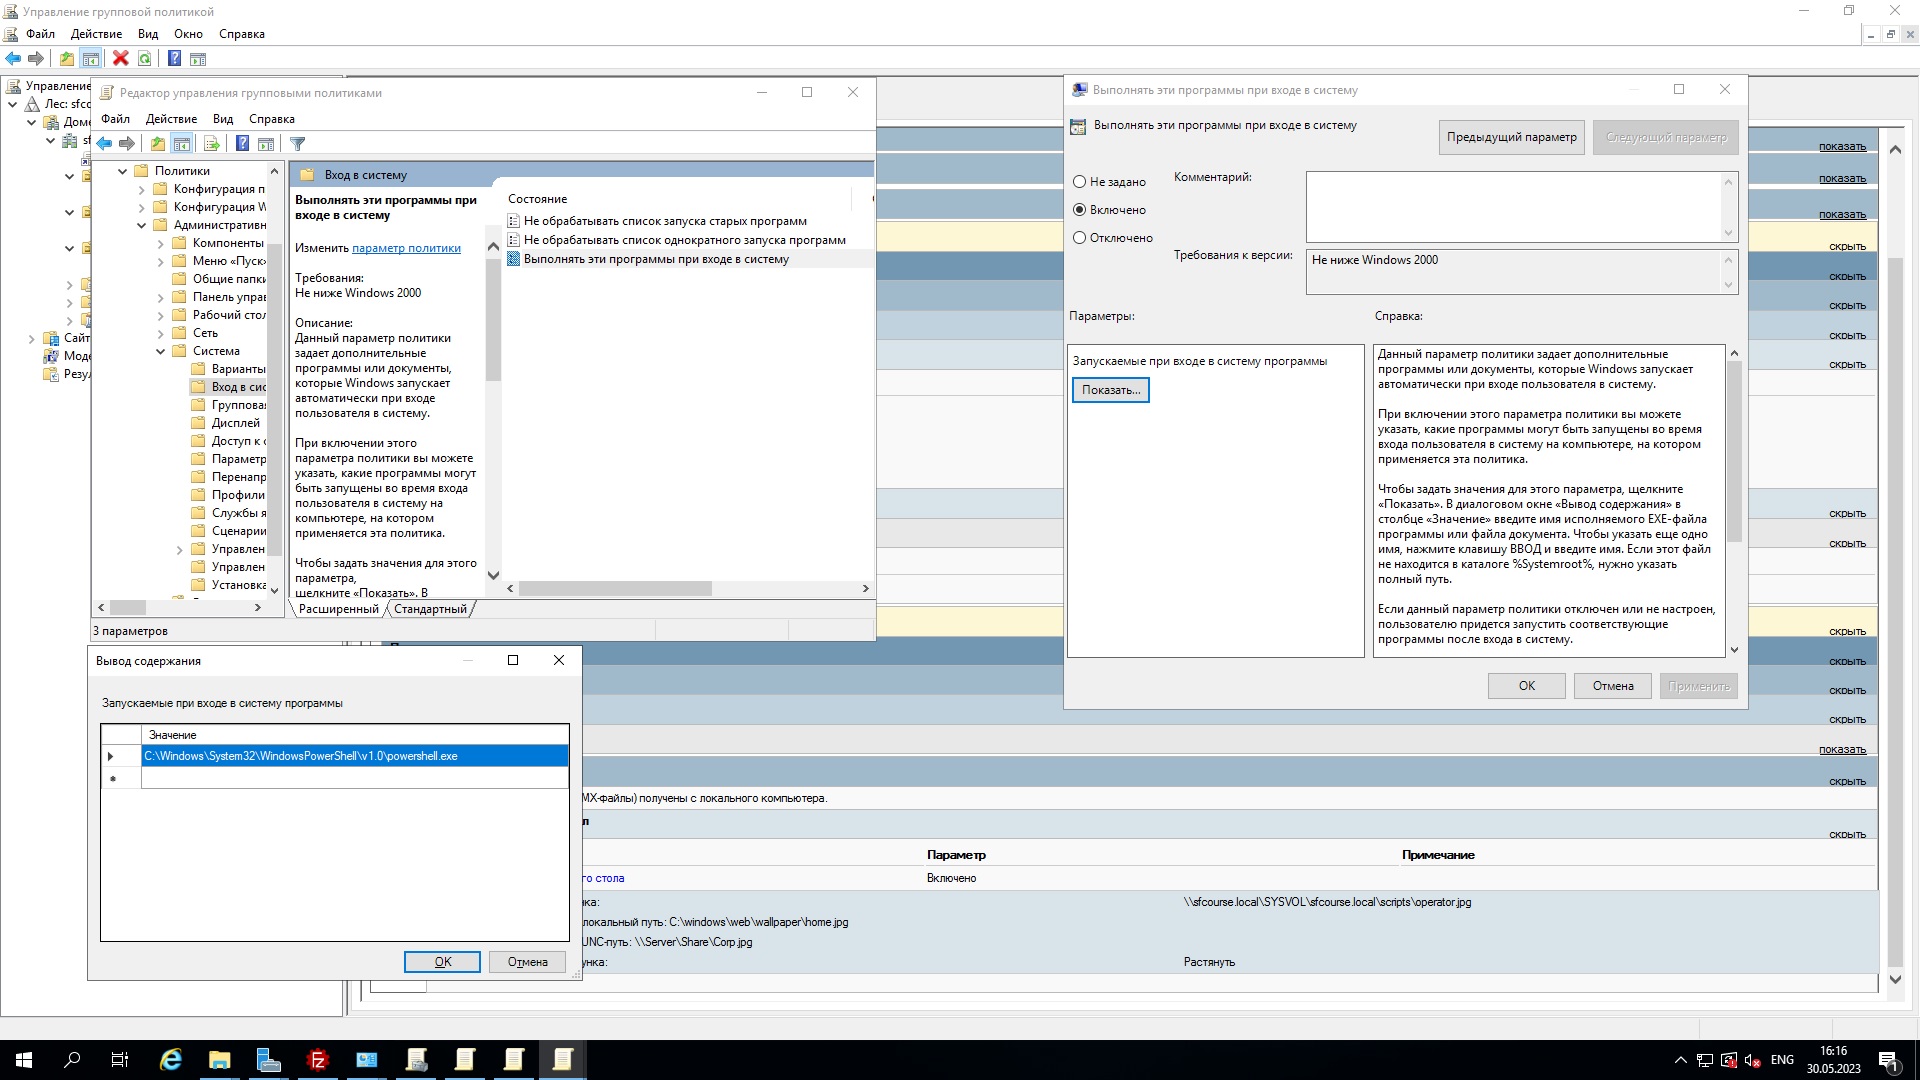 Управление групповой политикой
Файл Действие Вид Окно Справка
Управление
Лес: sfco
Доме
sf
Сайт
Моде
Резул
Редактор управления групповыми политиками
Файл Действие Вид Справка
Политики
Конфигурация п
Конфигурация W
Административн
Компоненты
Меню «Пуск»
Общие папки
Панель управ
Рабочий стол
Сеть
Система
Варианты
Вход в сис
Групповая
Дисплей
Доступ к с
Параметр
Перенапр
Профили
Службы я
Сценарии
Управлен
Управлен
Установка
Вход в систему
Выполнять эти программы при
входе в систему
Изменить параметр политики
Требования:
Не ниже Windows 2000
Описание:
Данный параметр политики
задает дополнительные
программы или документы,
которые Windows запускает
автоматически при входе
пользователя в систему.
При включении этого
параметра политики вы можете
указать, какие программы могут
быть запущены во время входа
пользователя в систему на
компьютере, на котором
применяется эта политика.
Чтобы задать значения для этого
параметра,
щелкните «Показать». В
Состояние
Не обрабатывать список запуска старых программ
Не обрабатывать список однократного запуска программ
Выполнять эти программы при входе в систему
Расширенный Стандартный
3 параметров
Выполнять эти программы при входе в систему
Выполнять эти программы при входе в систему
Предыдущий параметр
Следующий параметр
Не задано
Включено
Отключено
Комментарий:
Требования к версии:
Не ниже Windows 2000
Параметры:
Справка:
Запускаемые при входе в систему программы
Показать...
Данный параметр политики задает дополнительные
программы или документы, которые Windows запускает
автоматически при входе пользователя в систему.
При включении этого параметра политики вы можете
указать, какие программы могут быть запущены во время
входа пользователя в систему на компьютере, на котором
применяется эта политика.
Чтобы задать значения для этого параметра, щелкните
«Показать». В диалоговом окне «Вывод содержания» в
столбце «Значение» введите имя исполняемого EXE-файла
программы или файла документа. Чтобы указать еще одно
имя, нажмите клавишу ВВОД и введите имя. Если этот файл
не находится в каталоге %Systemroot%, нужно указать
полный путь.
Если данный параметр политики отключен или не настроен,
пользователю придется запустить соответствующие
программы после входа в систему.
ОК
Отмена
Применить
показать
показать
показать
скрыть
скрыть
скрыть
скрыть
скрыть
скрыть
скрыть
скрыть
скрыть
скрыть
скрыть
показать
скрыть
скрыть
Вывод содержания
Запускаемые при входе в систему программы
Значение
C:\Windows\System32\WindowsPowerShell\v1.0\powershell.exe
OK
Отмена
MX-файлы) получены с локального компьютера.
л
Параметр Примечание
го стола Включено
нка: \\sfcourse.local\SYSVOL\sfcourse.local\scripts\operator.jpg
локальный путь: C:\windows\web\wallpaper\home.jpg
UNC-путь: \\Server\Share\Corp.jpg
унка: Растянуть
ENG
16:16
30.05.2023
1